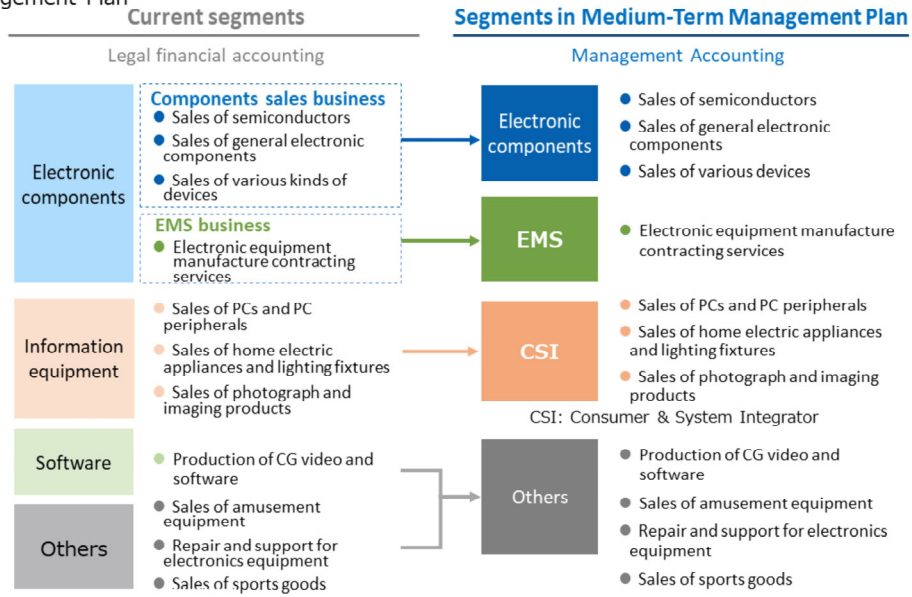 gement Plan
Current segments
Segments in Medium-Term Management Plan
Legal financial accounting
Management Accounting
Electronic
components
Components sales business
Sales of semiconductors
Sales of general electronic
components
Sales of various kinds of
devices
EMS business
Electronic equipment
manufacture contracting
services
Electronic
components
Sales of semiconductors
Sales of general electronic
components
Sales of various devices
EMS
Electronic equipment manufacture
contracting services
Information
equipment
Sales of PCs and PC
peripherals
Sales of home electric
appliances and lighting fixtures
Sales of photograph and
imaging products
CSI
Sales of PCs and PC peripherals
Sales of home electric appliances
and lighting fixtures
Sales of photograph and imaging
products
CSI: Consumer & System Integrator
Software
Production of CG video and
software
Others
Sales of amusement
equipment
Repair and support for
electronics equipment
Sales of sports goods
Others
Production of CG video and
software
Sales of amusement equipment
Repair and support for electronics
equipment
Sales of sports goods